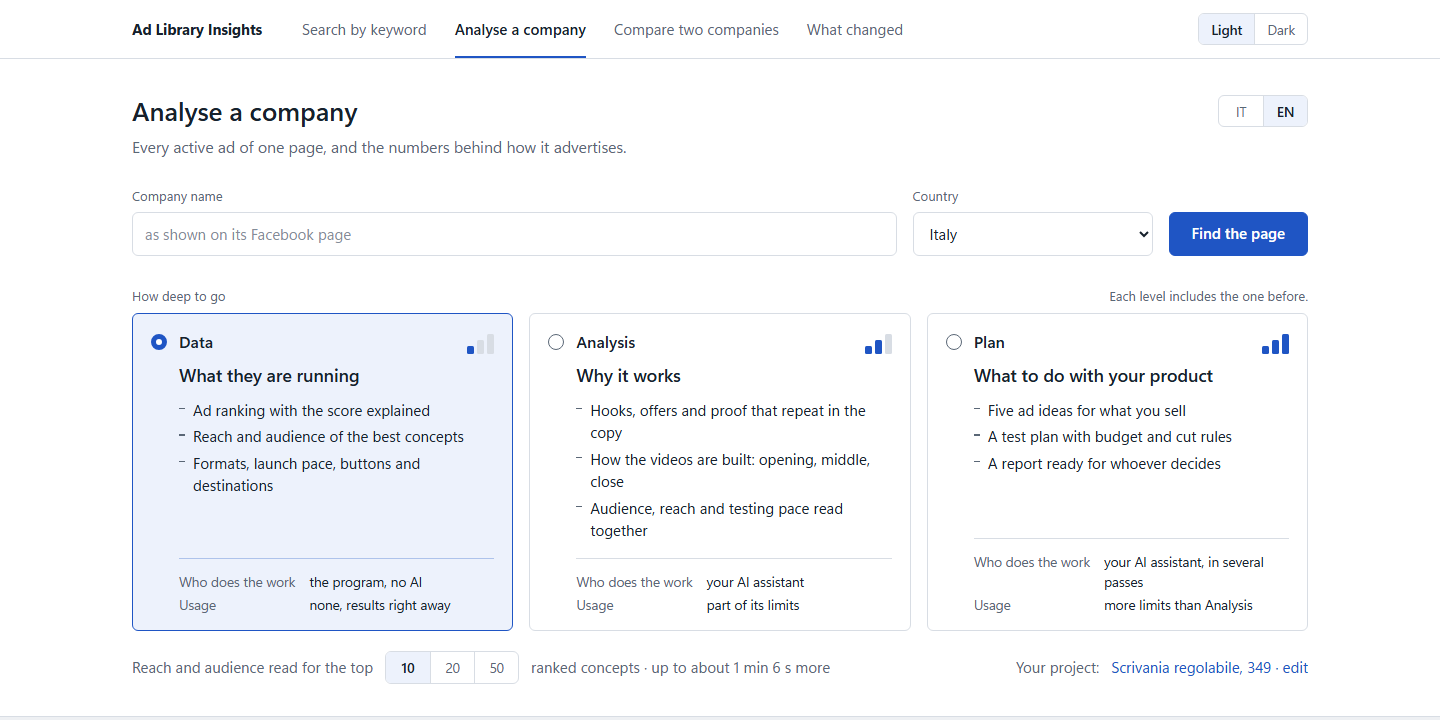 Ad Library Insights
Search by keyword
Analyse a company
Compare two companies
What changed
Light
Dark
Analyse a company
IT
EN
Every active ad of one page, and the numbers behind how it advertises.
Company name
Country
as shown on its Facebook page
Italy
Find the page
How deep to go
Each level includes the one before.
Data
What they are running
– Ad ranking with the score explained
– Reach and audience of the best concepts
– Formats, launch pace, buttons and
destinations
Who does the work the program, no AI
Usage none, results right away
Analysis
Why it works
– Hooks, offers and proof that repeat in the
copy
– How the videos are built: opening, middle,
close
– Audience, reach and testing pace read
together
Who does the work your AI assistant
Usage part of its limits
Plan
What to do with your product
– Five ad ideas for what you sell
– A test plan with budget and cut rules
– A report ready for whoever decides
Who does the work your AI assistant, in several
passes
Usage more limits than Analysis
Reach and audience read for the top 10 20 50 ranked concepts · up to about 1 min 6 s more
Your project: Scrivania regolabile, 349 · edit